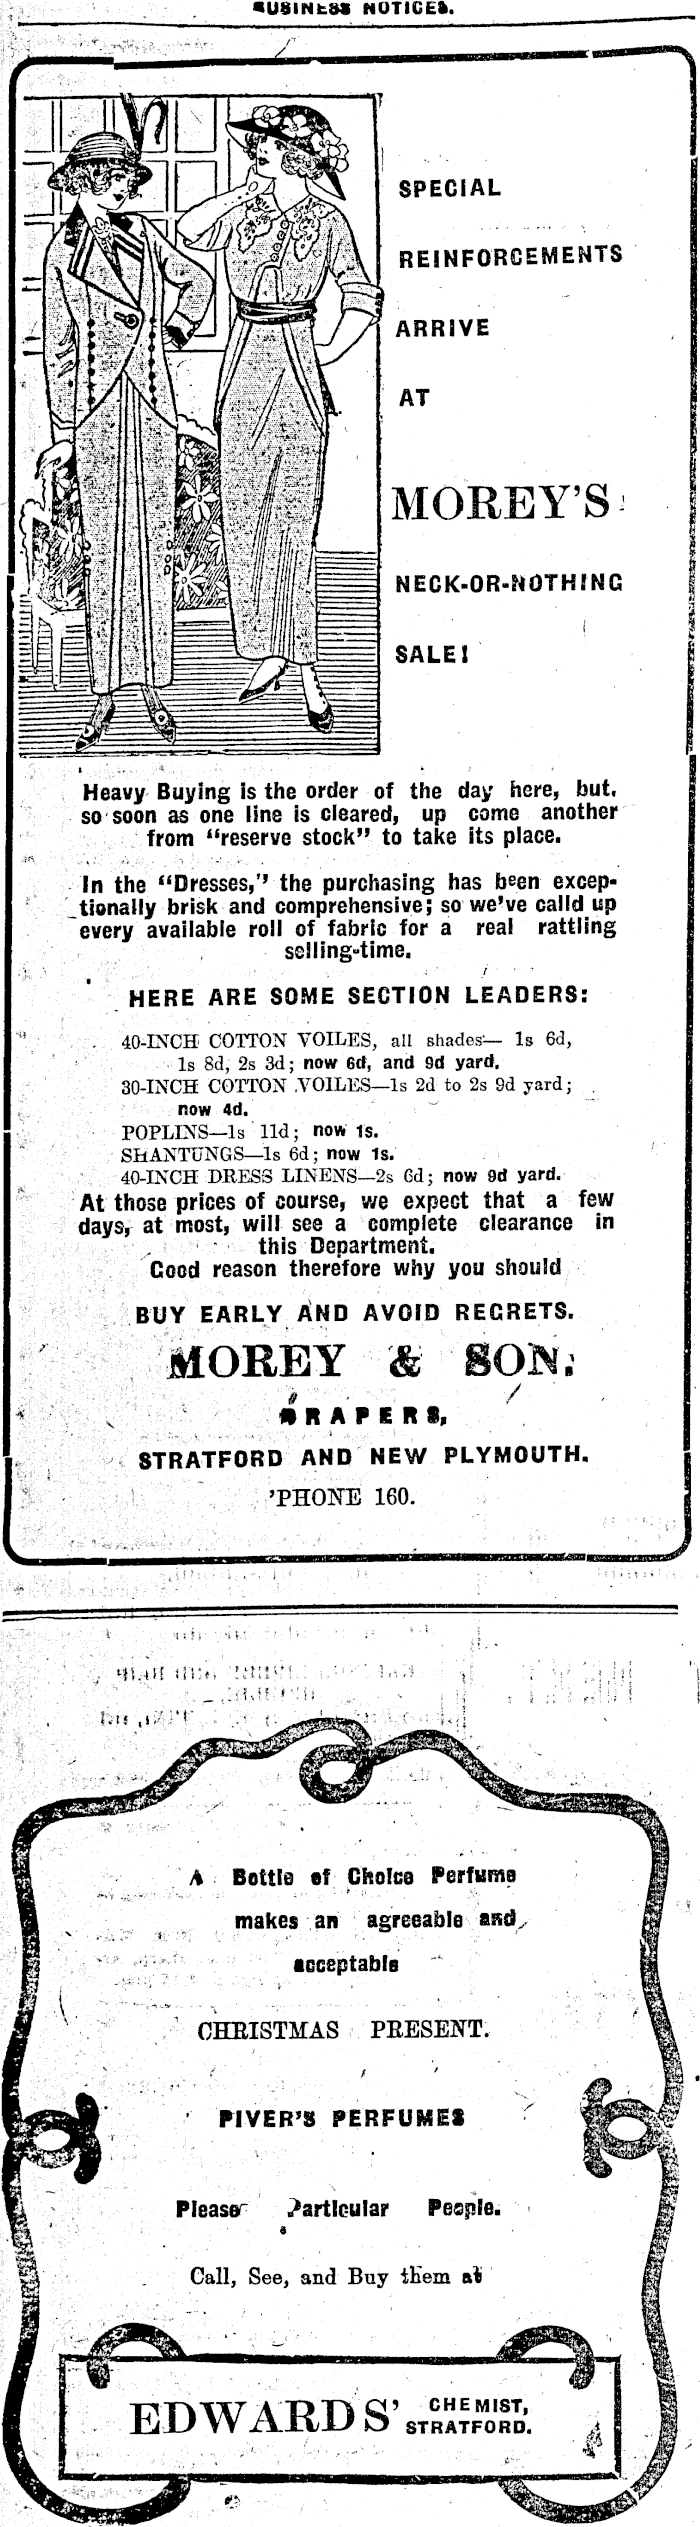 BUSINESS NOTICES.
SPECIAL
REINFORCEMENTS
ARRIVE
AT
MOREY'S
NECK-OR-NOTHING
SALE!
Heavy Buying is the order of the day here, but.
so soon as one line is cleared, up come another
from "reserve stock" to take its place.
In the "Dresses," the purchasing has been excep-
tionally brisk and comprehensive; so we've calld up
every available roll of fabric for a real rattling
selling-time.
HERE ARE SOME SECTION LEADERS:
40-INCH COTTON VOILES, all shades— 1s 6d,
1s 8d, 2s 3d; now 6d, and 9d yard.
30-INCH COTTON VOILES—1s 2d to 2s 9d yard;
now 4d.
POPLINS—1s 11d; now 1s.
SHANTUNGS—1s 6d; now 1s.
40-INCH DRESS LINENS—2s 6d; now 9d yard.
At those prices of course, we expect that a few
days, at most, will see a complete clearance in
this Department.
Good reason therefore why you should
BUY EARLY AND AVOID REGRETS.
MOREY & SON.
DRAPERS,
STRATFORD AND NEW PLYMOUTH.
'PHONE 160.
A Bottle of Choice Perfume
makes an agreeable and
acceptable
CHRISTMAS PRESENT.
PIVER'S PERFUMES
Please Particular People.
Call, See, and Buy them at
EDWARDS' CHEMIST,
STRATFORD.